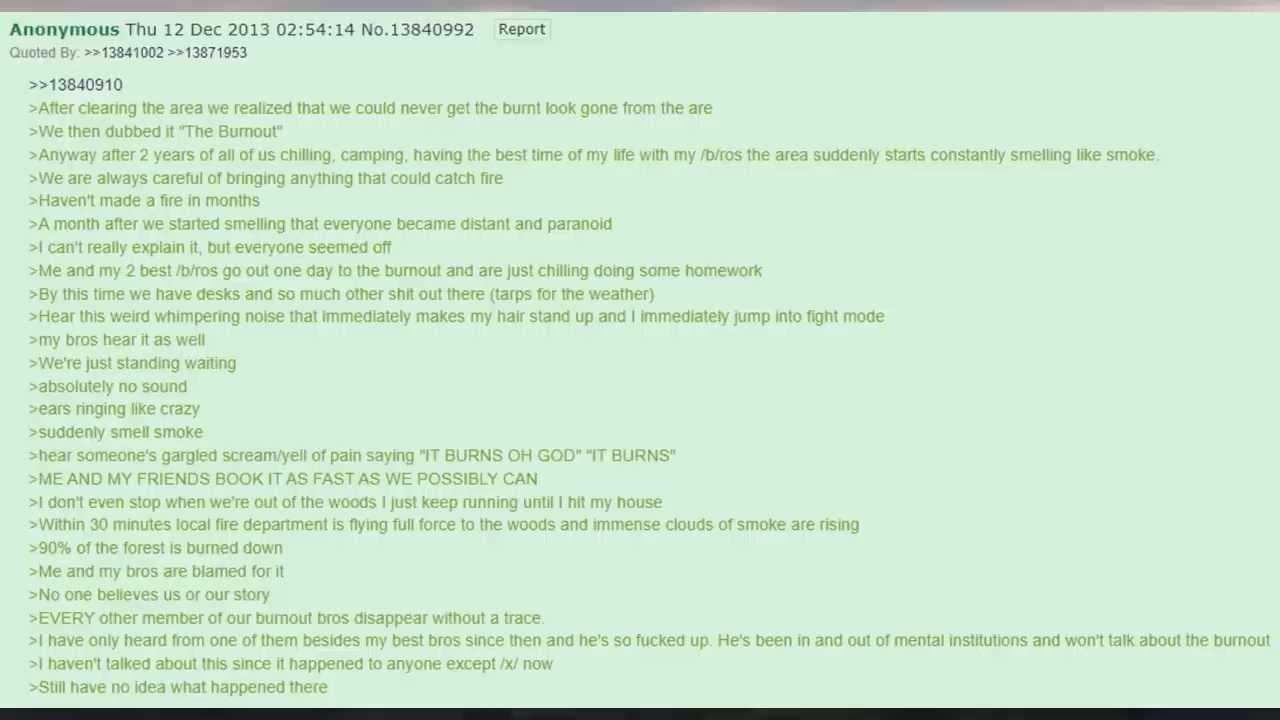 Anonymous Thu 12 Dec 2013 02:54:14 No.13840992 Report
Quoted By: >>13841002 >>13871953
>>13840910
>After clearing the area we realized that we could never get the burnt look gone from the are
>We then dubbed it "The Burnout"
>Anyway after 2 years of all of us chilling, camping, having the best time of my life with my /b/ros the area suddenly starts constantly smelling like smoke.
>We are always careful of bringing anything that could catch fire
>Haven't made a fire in months
>A month after we started smelling that everyone became distant and paranoid
>I can't really explain it, but everyone seemed off
>Me and my 2 best /b/ros go out one day to the burnout and are just chilling doing some homework
>By this time we have desks and so much other shit out there (tarps for the weather)
>Hear this weird whimpering noise that immediately makes my hair stand up and I immediately jump into fight mode
>my bros hear it as well
>We're just standing waiting
>absolutely no sound
>ears ringing like crazy
>suddenly smell smoke
>hear someone's gargled scream/yell of pain saying "IT BURNS OH GOD" "IT BURNS"
>ME AND MY FRIENDS BOOK IT AS FAST AS WE POSSIBLY CAN
>I don't even stop when we're out of the woods I just keep running until I hit my house
>Within 30 minutes local fire department is flying full force to the woods and immense clouds of smoke are rising
>90% of the forest is burned down
>Me and my bros are blamed for it
>No one believes us or our story
>EVERY other member of our burnout bros disappear without a trace.
>I have only heard from one of them besides my best bros since then and he's so fucked up. He's been in and out of mental institutions and won't talk about the burnout
>I haven't talked about this since it happened to anyone except /x/ now
>Still have no idea what happened there